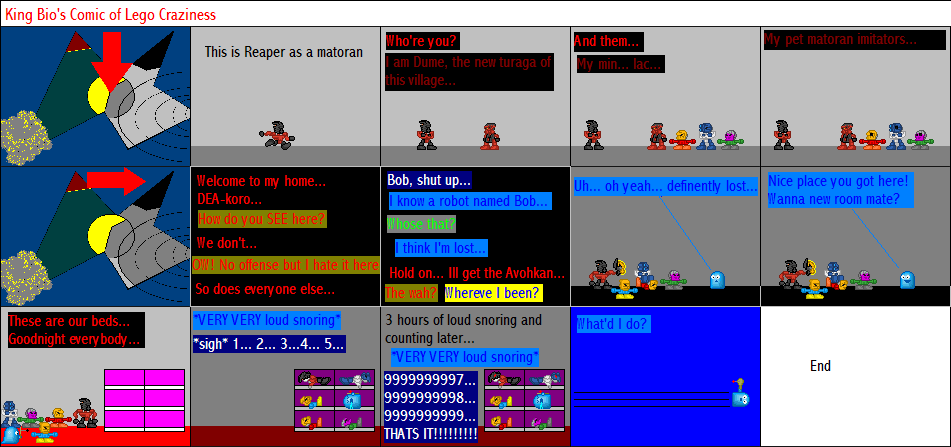 King Bio's Comic of Lego Craziness
This is Reaper as a matoran
Who're you?
I am Dume, the new turaga of
this village...
And them...
My min... lac...
My pet matoran imitators...
Welcome to my home...
DEA-koro...
How do you SEE here?
We don't...
OW! No offense but I hate it here
So does everyone else...
Bob, shut up...
I know a robot named Bob...
Whose that?
I think I'm lost...
Hold on... Ill get the Avohkan...
The wah?
Whereve I been?
Uh... oh yeah... definently lost...
Nice place you got here!
Wanna new room mate?
These are our beds...
Goodnight everybody...
*VERY VERY loud snoring*
*sigh* 1... 2... 3...4... 5...
3 hours of loud snoring and
counting later...
*VERY VERY loud snoring*
9999999997...
9999999998...
9999999999...
THATS IT!!!!!!!!!
What'd I do?
End